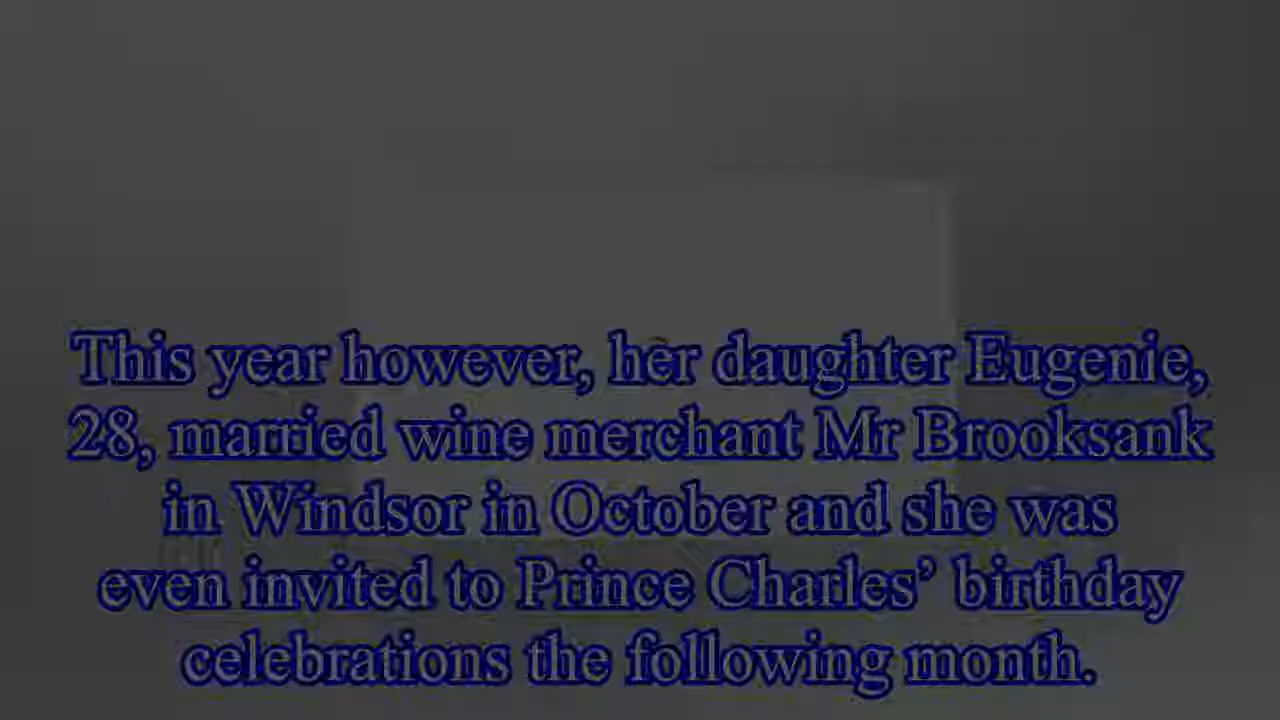 This year however, her daughter Eugenie,
28, married wine merchant Mr Brooksank
in Windsor in October and she was
even invited to Prince Charles’ birthday
celebrations the following month.